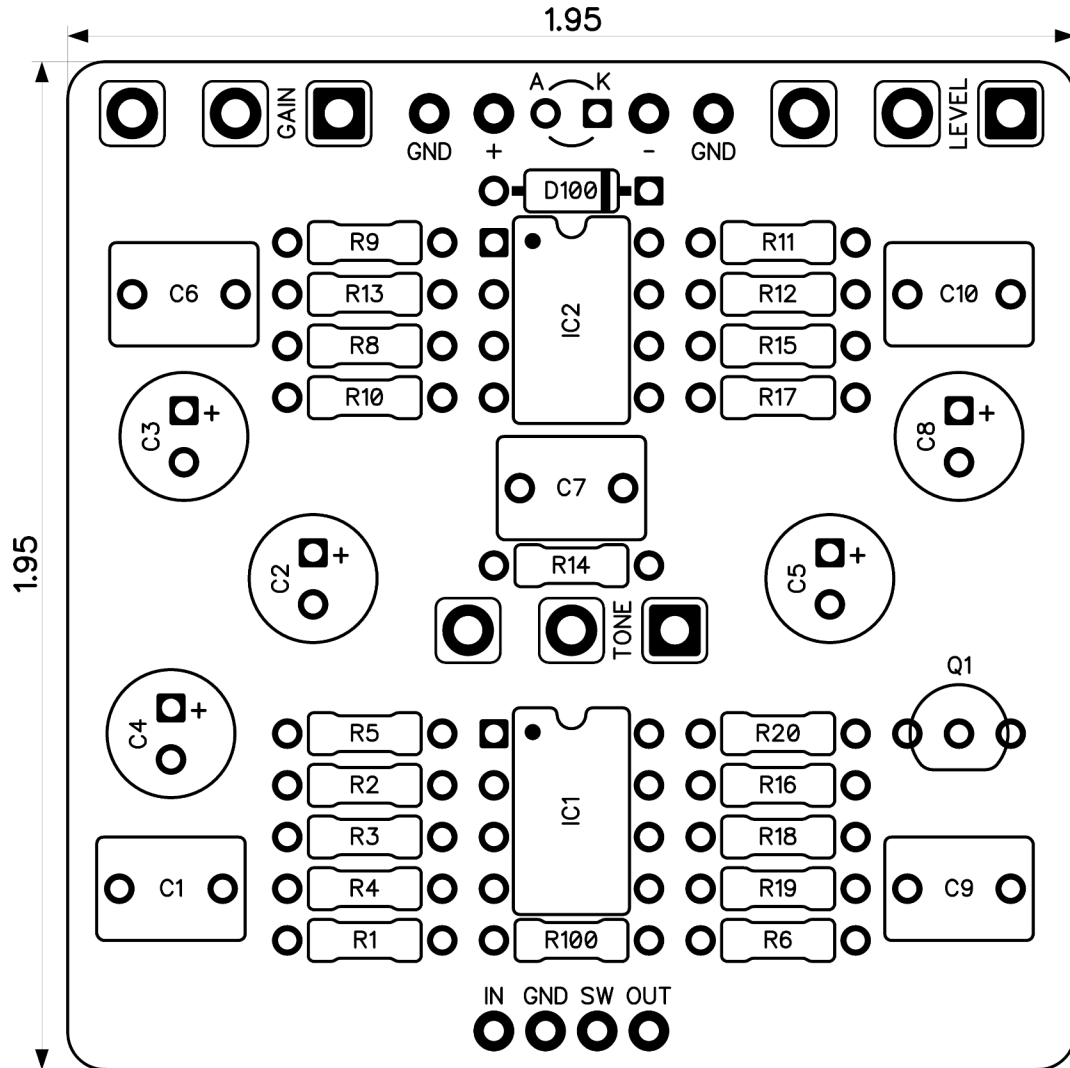 1.95
A K
GAIN
LEVEL
GND + - GND
D100
R9
R11
C6
R13
IC2
R12
C10
R8
R15
R10
R17
C3 +
C8 +
C7
1.95
C2 +
R14
C5 +
TONE
Q1
C4 +
R5
R20
R2
R16
IC1
R3
R18
C1
R4
R19
C9
R1
R100
R6
IN GND SW OUT